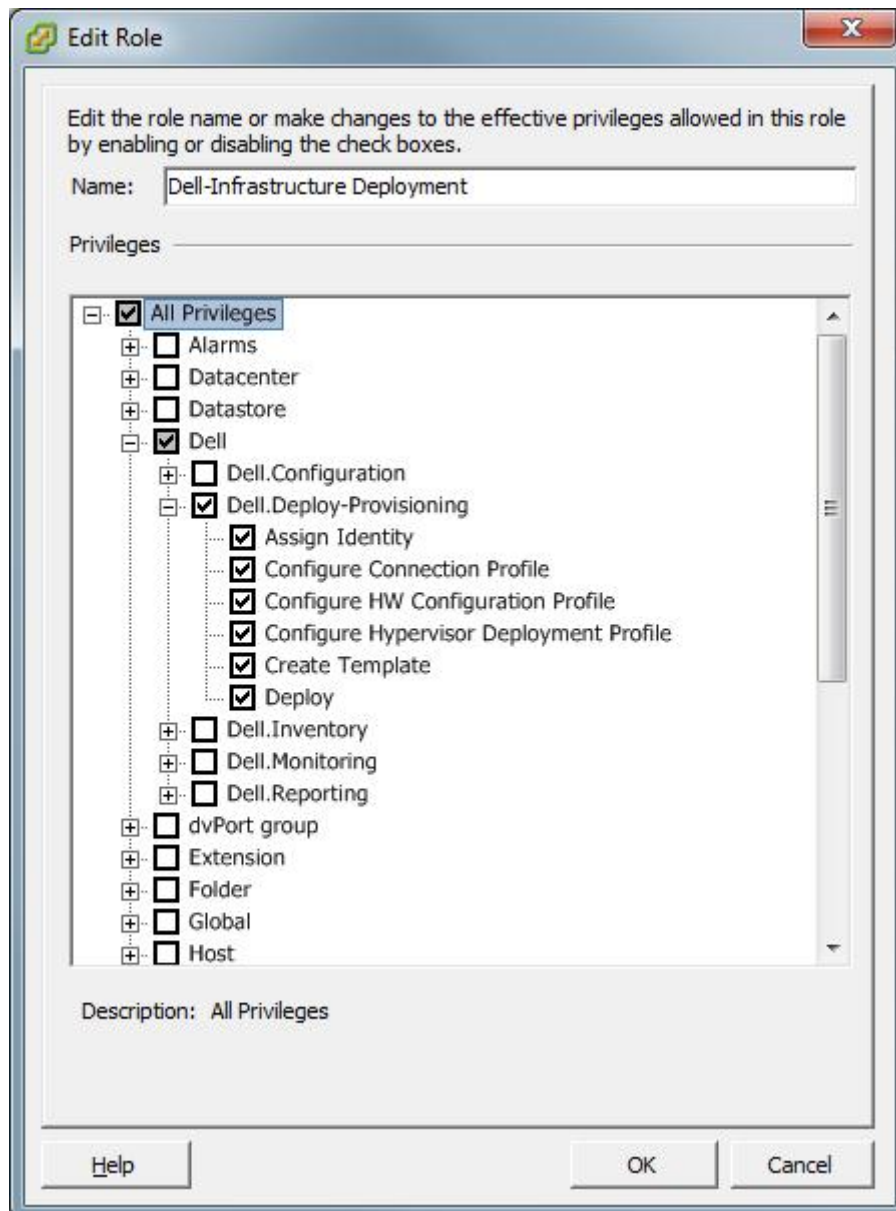 Edit Role
Edit the role name or make changes to the effective privileges allowed in this role
by enabling or disabling the check boxes.
Name: Dell-Infrastructure Deployment
Privileges
All Privileges
Alarms
Datacenter
Datastore
Dell
Dell.Configuration
Dell.Deploy-Provisioning
Assign Identity
Configure Connection Profile
Configure HW Configuration Profile
Configure Hypervisor Deployment Profile
Create Template
Deploy
Dell.Inventory
Dell.Monitoring
Dell.Reporting
dvPort group
Extension
Folder
Global
Host
Description: All Privileges
Help OK Cancel